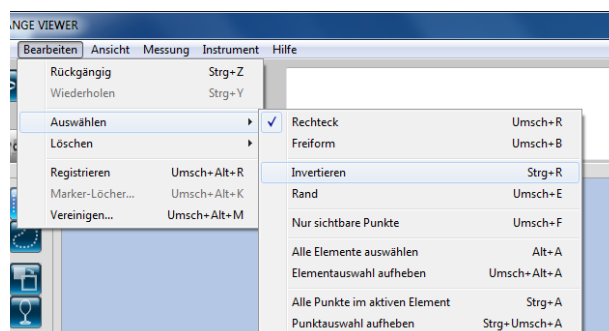 NGE VIEWER
Bearbeiten Ansicht Messung Instrument Hilfe
Rückgängig Strg+Z
Wiederholen Strg+Y
Auswählen
Löschen
Registrieren Umsch+Alt+R
Marker-Löcher... Umsch+Alt+K
Vereinigen... Umsch+Alt+M
Rechteck Umsch+R
Freiform Umsch+B
Invertieren Strg+R
Rand Umsch+E
Nur sichtbare Punkte Umsch+F
Alle Elemente auswählen Alt+A
Elementauswahl aufheben Umsch+Alt+A
Alle Punkte im aktiven Element Strg+A
Punktauswahl aufheben Strg+Umsch+A